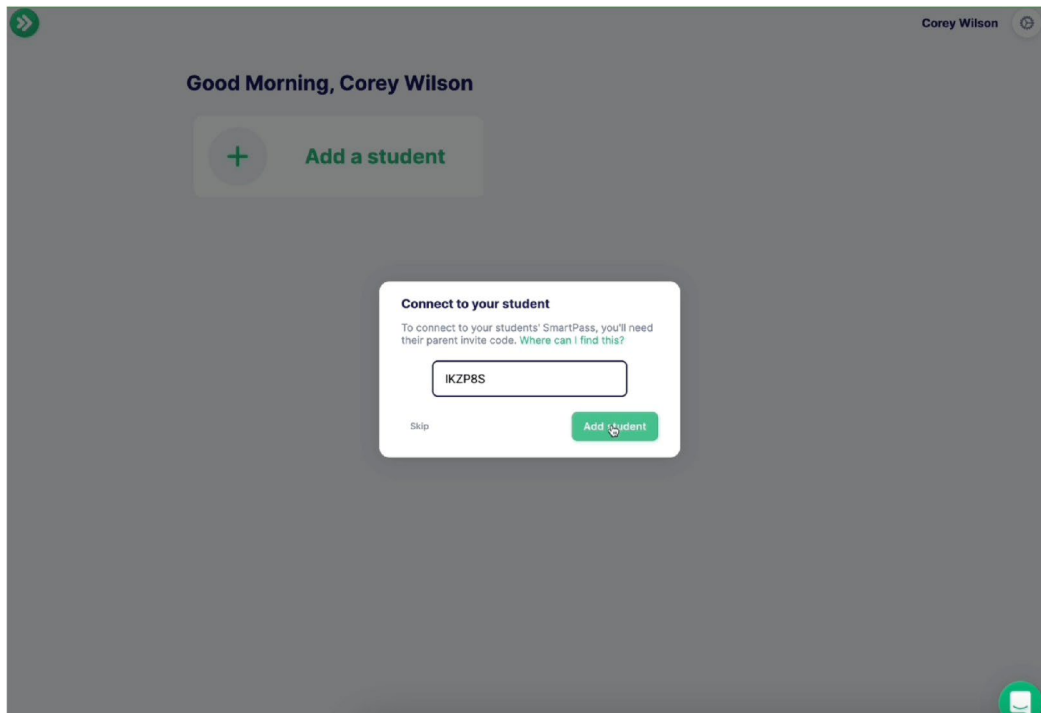 Corey Wilson
Good Morning, Corey Wilson
Add a student
Connect to your student
To connect to your students' SmartPass, you'll need
their parent invite code. Where can I find this?
IKZP8S
Skip
Add student